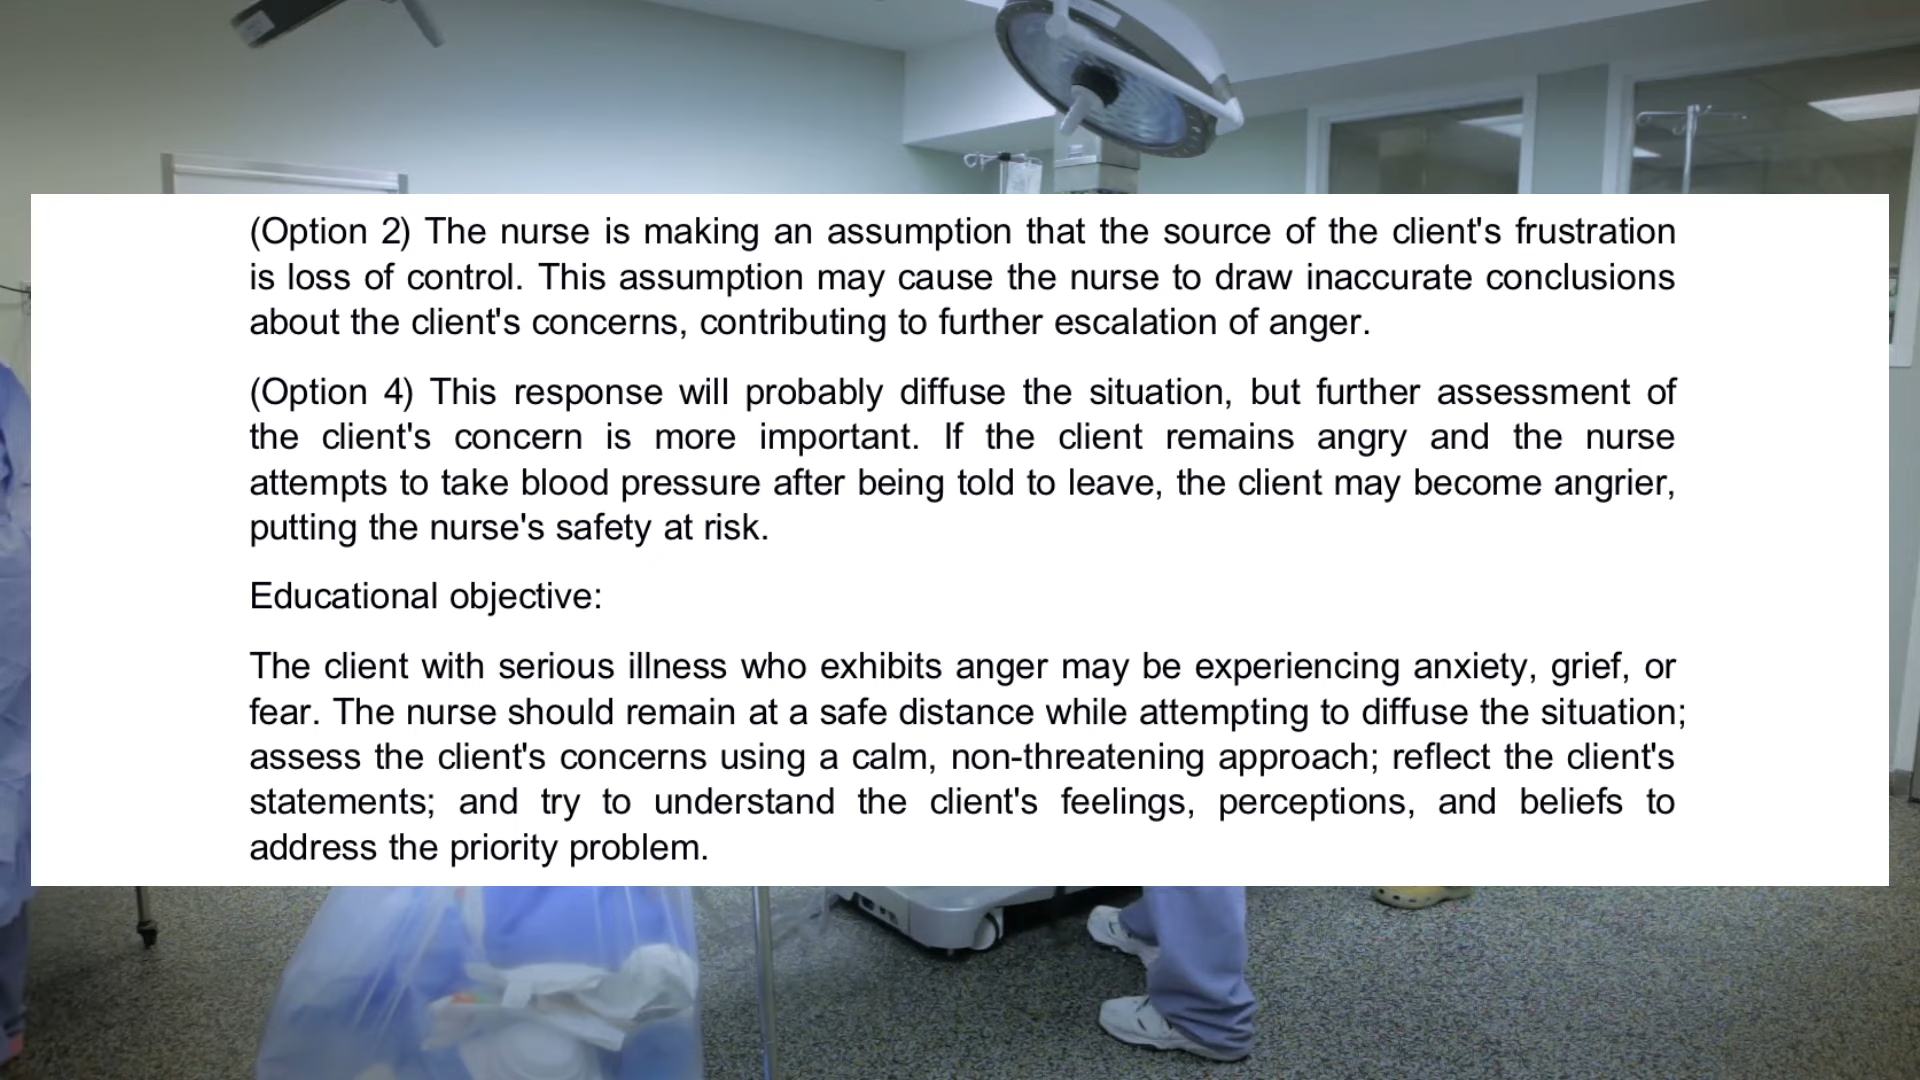 (Option 2) The nurse is making an assumption that the source of the client's frustration
is loss of control. This assumption may cause the nurse to draw inaccurate conclusions
about the client's concerns, contributing to further escalation of anger.
(Option 4) This response will probably diffuse the situation, but further assessment of
the client's concern is more important. If the client remains angry and the nurse
attempts to take blood pressure after being told to leave, the client may become angrier,
putting the nurse's safety at risk.
Educational objective:
The client with serious illness who exhibits anger may be experiencing anxiety, grief, or
fear. The nurse should remain at a safe distance while attempting to diffuse the situation;
assess the client's concerns using a calm, non-threatening approach; reflect the client's
statements; and try to understand the client's feelings, perceptions, and beliefs to
address the priority problem.